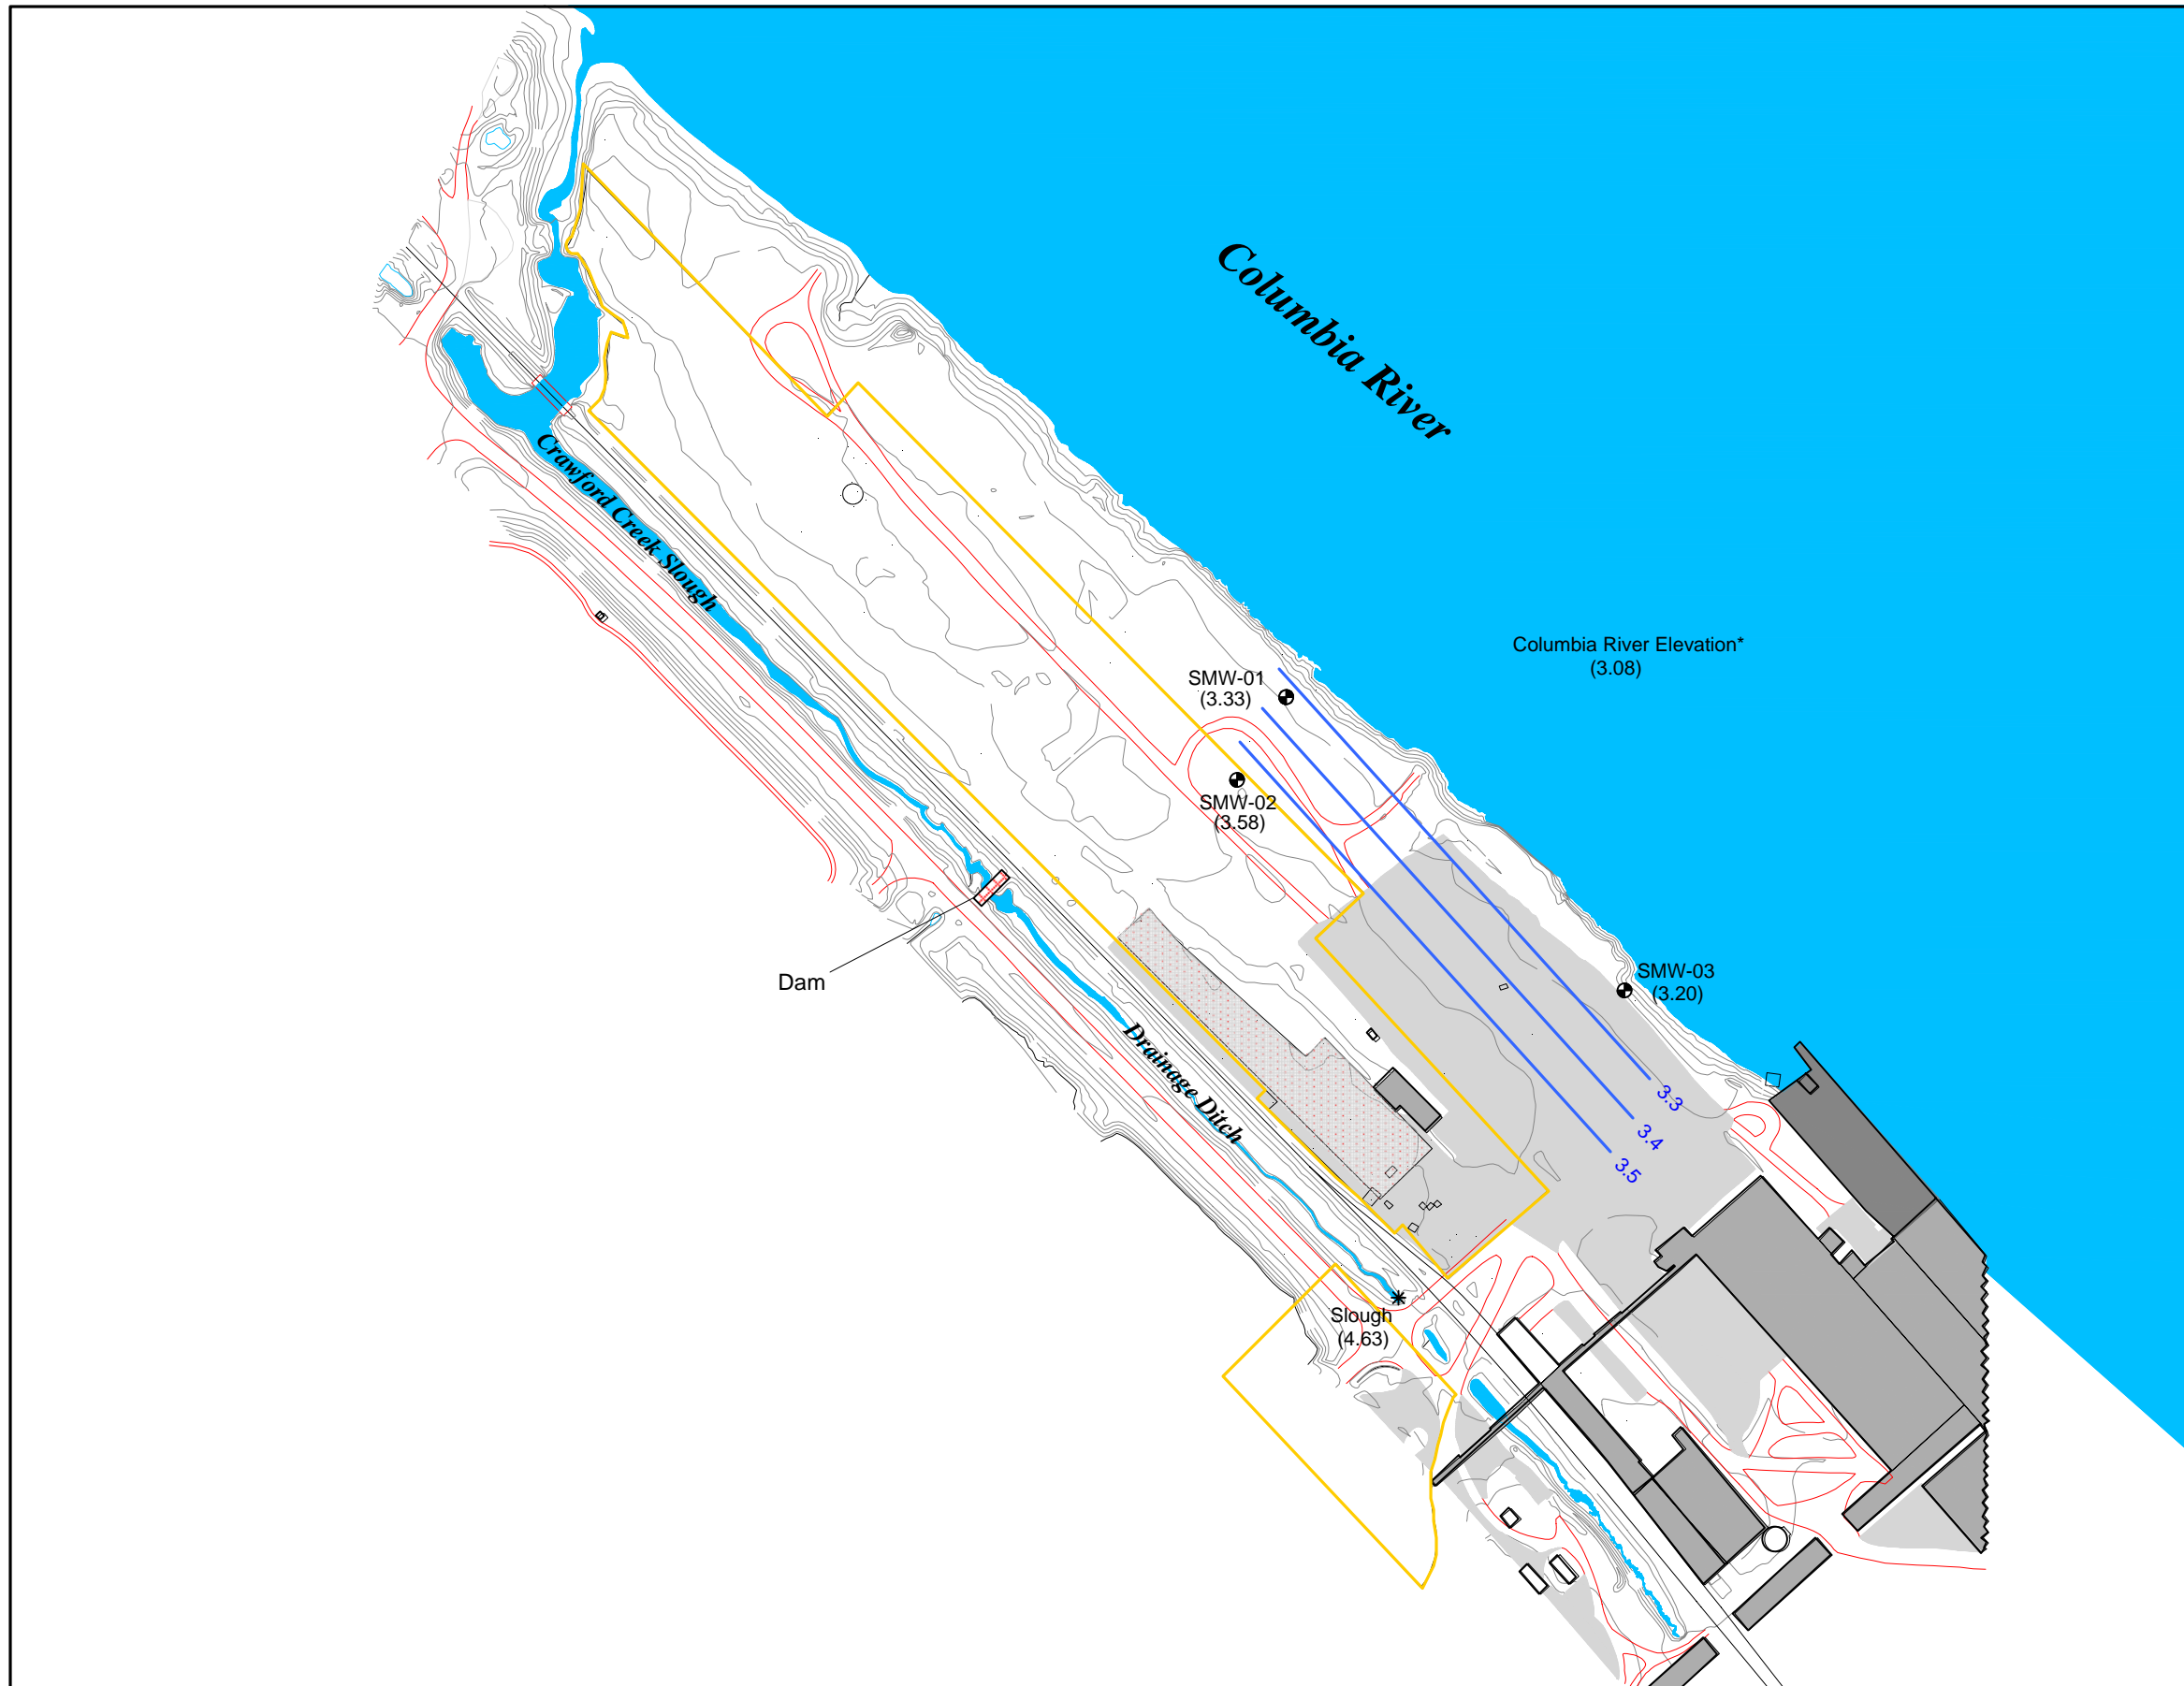 Columbia River
Crawford Creek Slough
Columbia River Elevation*
(3.08)
SMW-01
(3.33)
SMW-02
(3.58)
SMW-03
(3.20)
Dam
Drainage Ditch
3.3
3.4
3.5
Slough
(4.63)